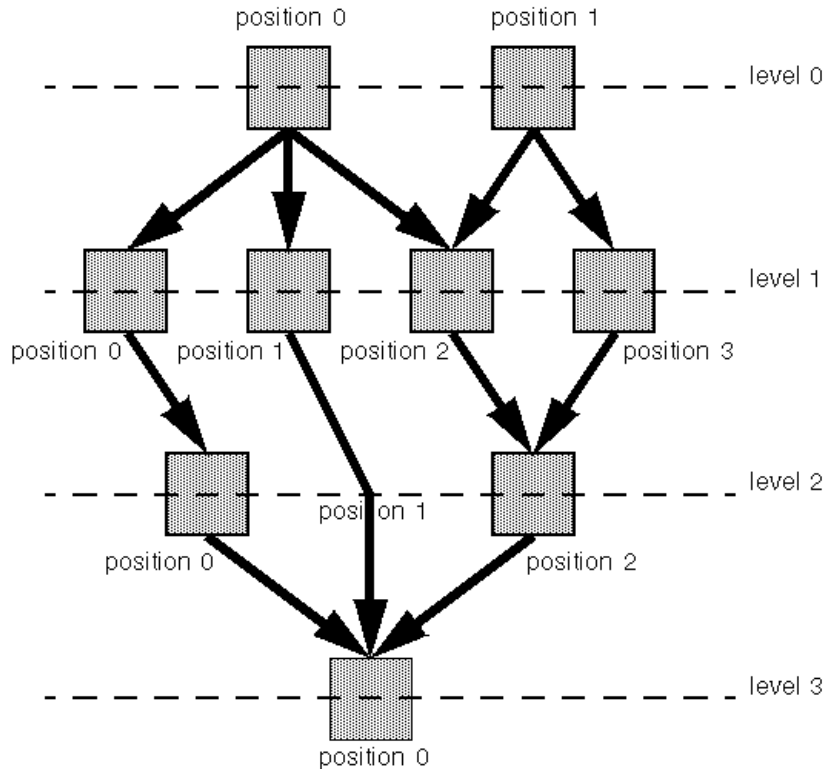 position 0
position 1
level 0
level 1
position 0
position 1
position 2
position 3
level 2
position 1
position 0
position 2
level 3
position 0